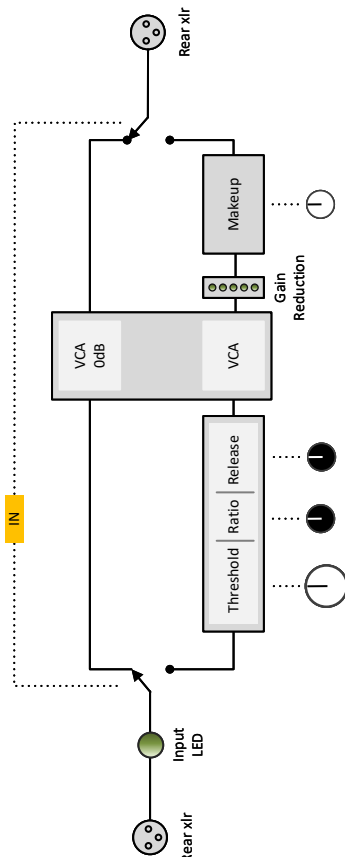 IN
Rear xlr
Input
LED
Threshold
Ratio
Release
VCA
0dB
VCA
Gain
Reduction
Makeup
Rear xlr